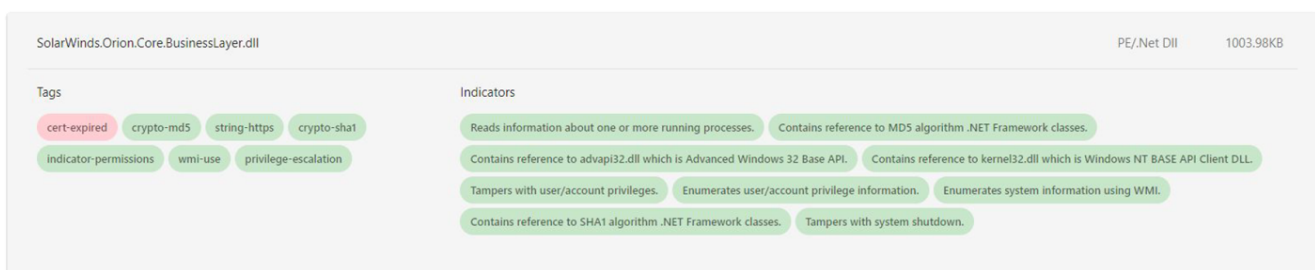 SolarWinds.Orion.Core.BusinessLayer.dll PE/.Net Dll 1003.98KB
Tags
cert-expired crypto-md5 string-https crypto-sha1
indicator-permissions wmi-use privilege-escalation
Indicators
Reads information about one or more running processes. Contains reference to MD5 algorithm .NET Framework classes.
Contains reference to advapi32.dll which is Advanced Windows 32 Base API. Contains reference to kernel32.dll which is Windows NT BASE API Client DLL.
Tampers with user/account privileges. Enumerates user/account privilege information. Enumerates system information using WMI.
Contains reference to SHA1 algorithm .NET Framework classes. Tampers with system shutdown.